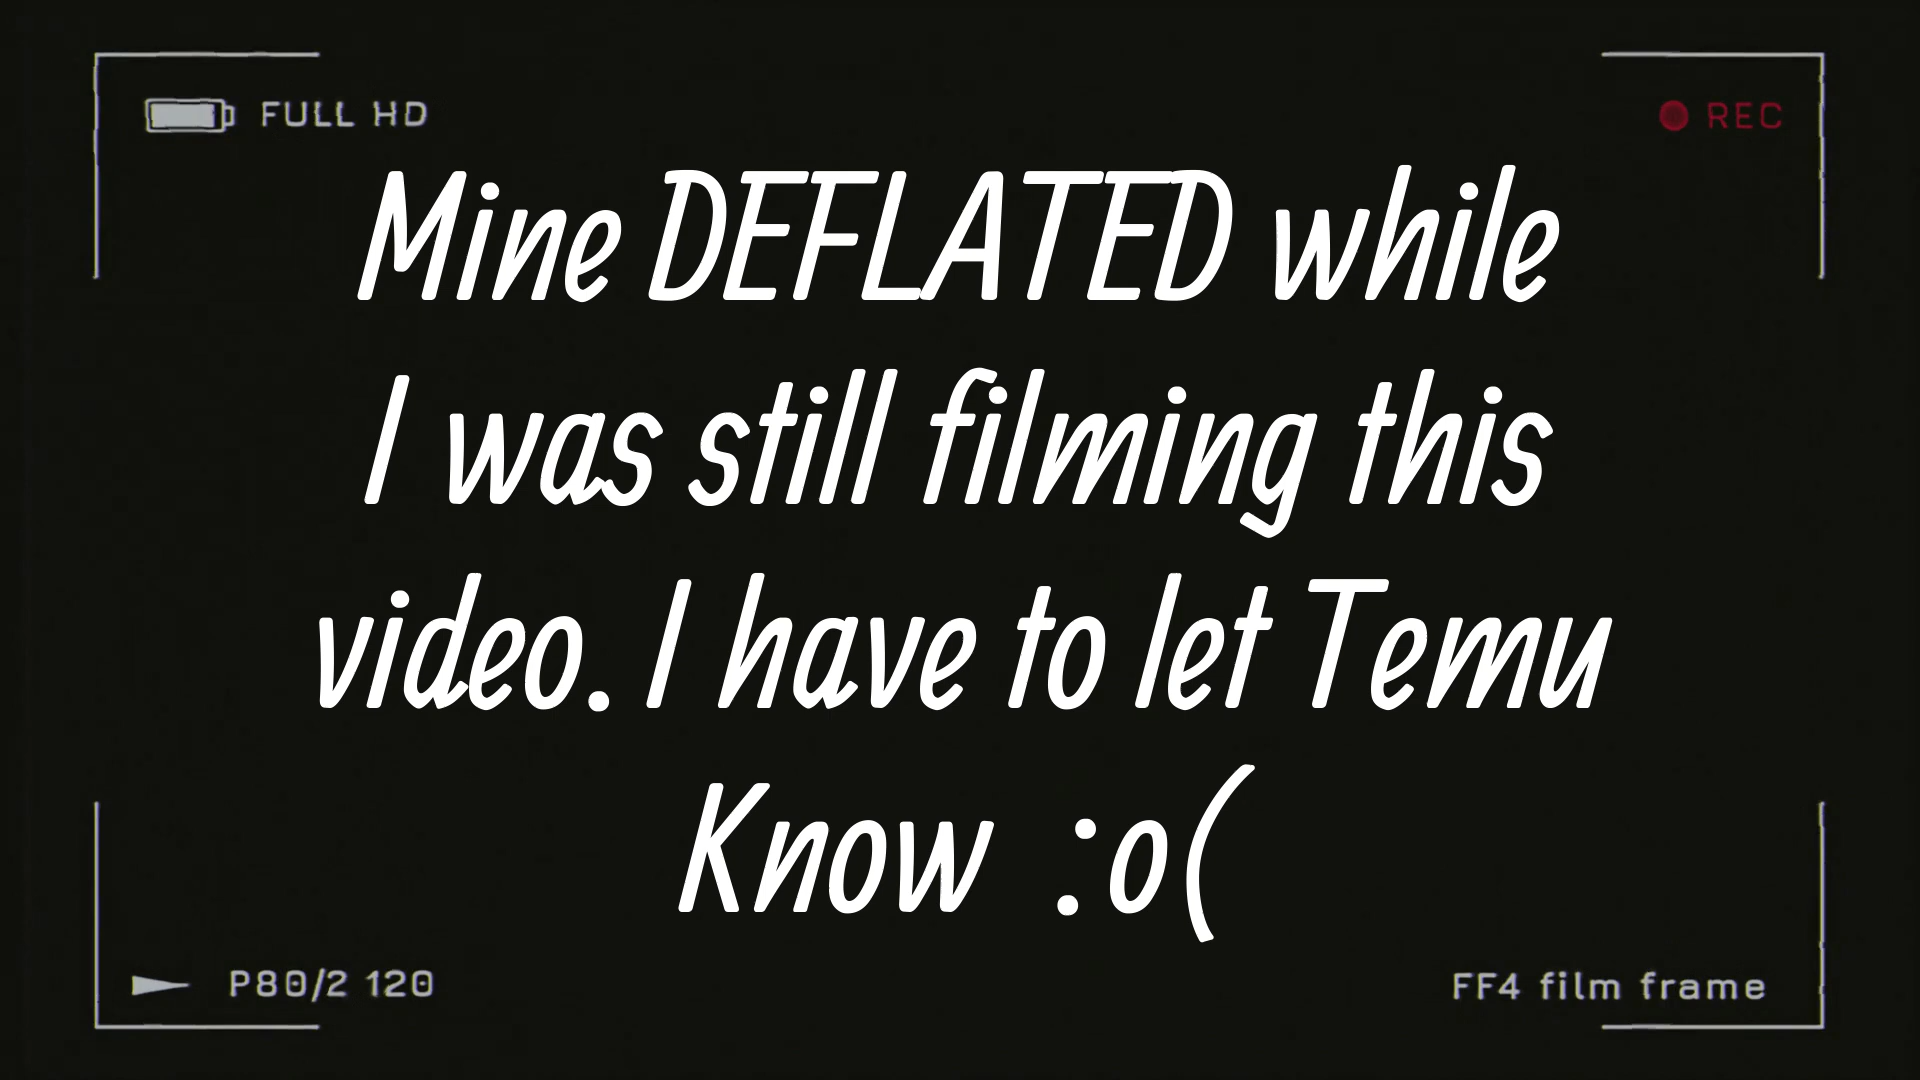 FULL HD
REC
Mine DEFLATED while
I was still filming this
video. I have to let Temu
Know :o(
P80/2 120
FF4 film frame